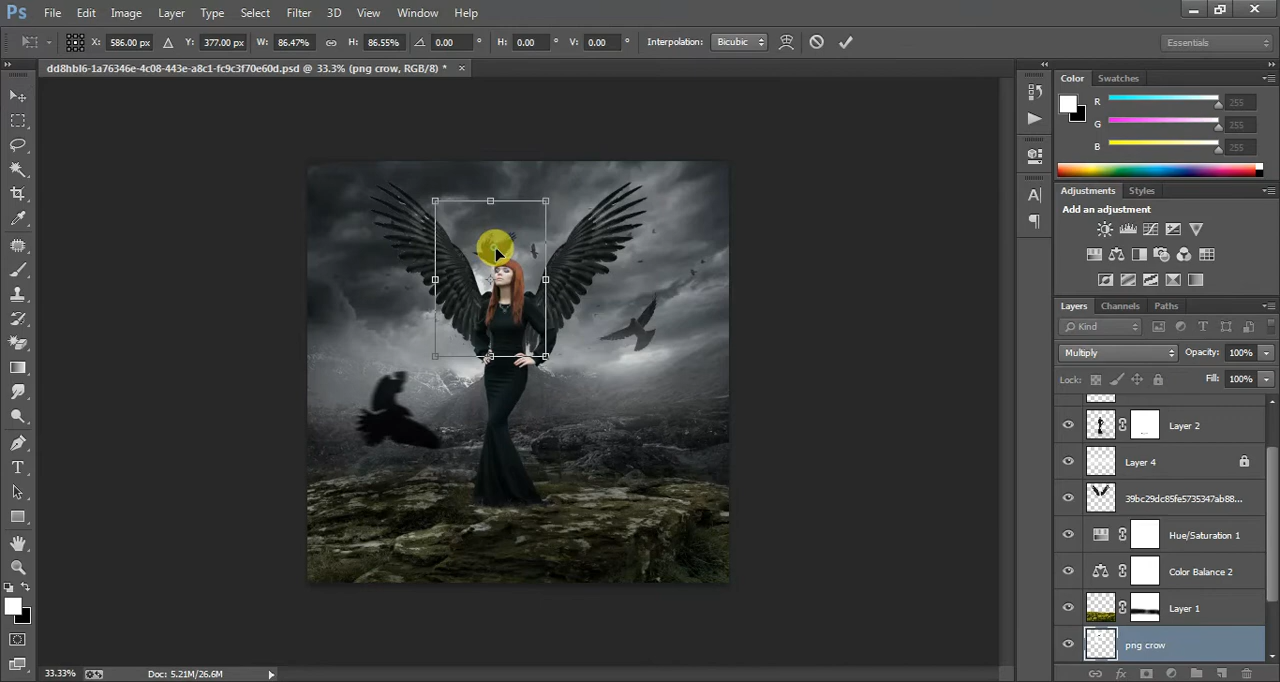 Ps File Edit Image Layer Type Select Filter 3D View Window Help
X: 586.00 px Y: 377.00 px W: 86.47% H: 86.55% 0.00 ° H: 0.00 ° V: 0.00 ° Interpolation: Bicubic Essentials
dd8hbl6-1a76346e-4c08-443e-a8c1-fc9c3f70e60d.psd @ 33.3% (png crow, RGB/8) *
Color Swatches
R 255
G 255
B 255
Adjustments Styles
Add an adjustment
Layers Channels Paths
Kind
Multiply Opacity: 100%
Lock: Fill: 100%
Layer 2
Layer 4
39bc29dc85fe5735347ab88...
Hue/Saturation 1
Color Balance 2
Layer 1
png crow
33.33% Doc: 5.21M/26.6M